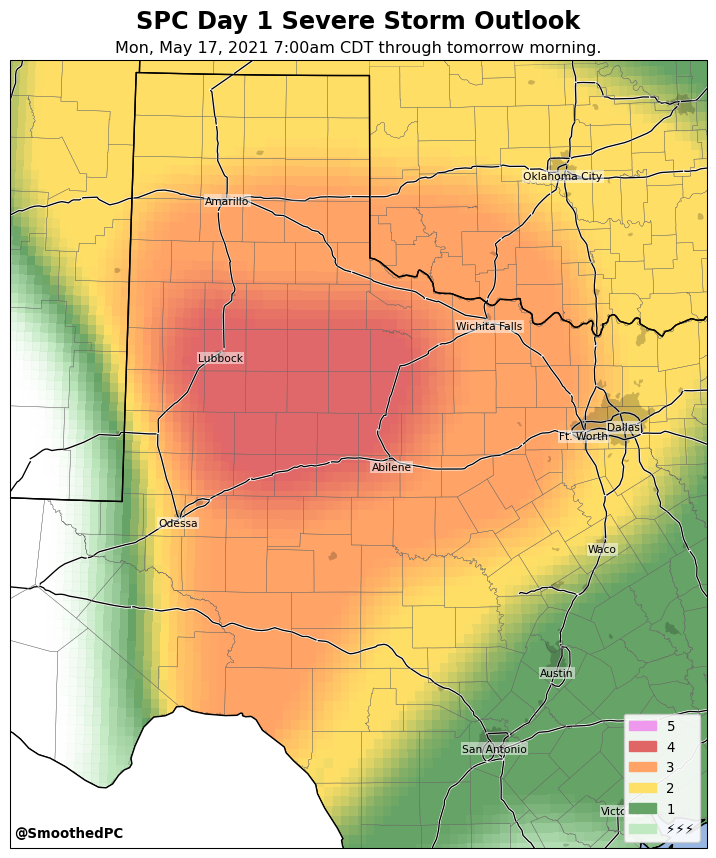 SPC Day 1 Severe Storm Outlook
Mon, May 17, 2021 7:00am CDT through tomorrow morning.
Oklahoma City
Amarillo
Wichita Falls
Lubbock
Dallas
Ft. Worth
Abilene
Odessa
Waco
Austin
San Antonio
5
4
3
2
1
⚡⚡⚡
Victo
@SmoothedPC